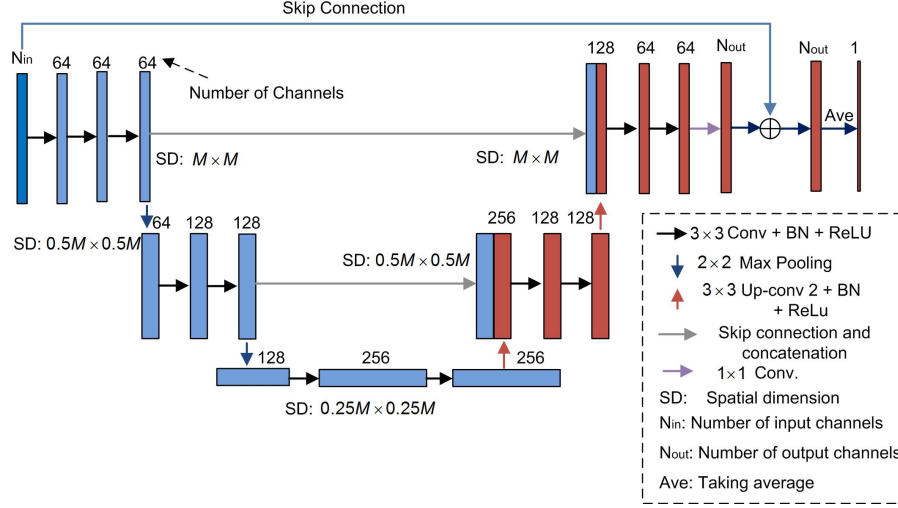 Skip Connection
Nin 64 64 64 128 64 64 Nout Nout 1
Number of Channels
Ave
SD: M × M SD: M × M
64 128 128 256 128 128
SD: 0.5M × 0.5M SD: 0.5M × 0.5M
128 256 256
SD: 0.25M × 0.25M
3 × 3 Conv + BN + ReLU
2 × 2 Max Pooling
3 × 3 Up-conv 2 + BN
+ ReLu
Skip connection and
concatenation
1×1 Conv.
SD: Spatial dimension
Nin: Number of input channels
Nout: Number of output channels
Ave: Taking average